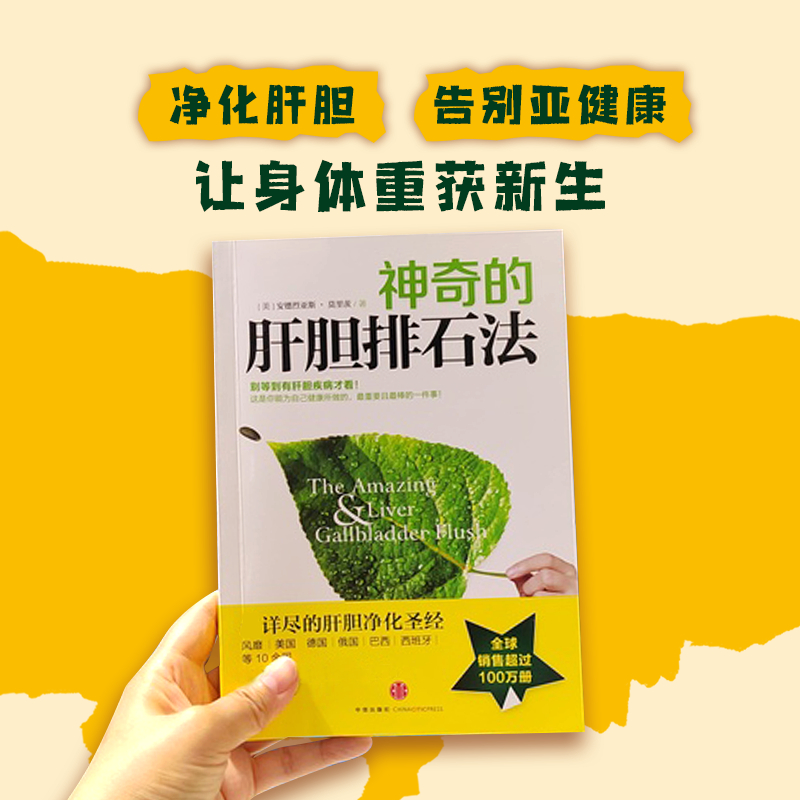 净化肝胆 告别亚健康
让身体重获新生
神奇的
[美]安德烈亚斯·莫里茨/著
肝胆排石法
别等到有肝胆疾病才看!
这是你能为自己健康所做的,最重要且最棒的一件事!
The Amazing
& Liver
Gallbladder Flush
详尽的肝胆净化圣经
风靡 美国 德国 俄国 巴西 西班牙
等10余国
全球
销售超过
100万册
中信出版社·CHINACITICPRESS